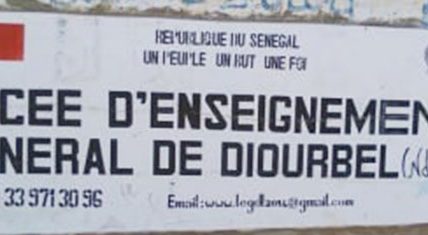 REPUBLIQUE DU SENEGAL
UN PEUPLE UN BUT UNE FOI
CEE D'ENSEIGNEMEN
NERAL DE DIOURBEL
33 971 30 96
Email: